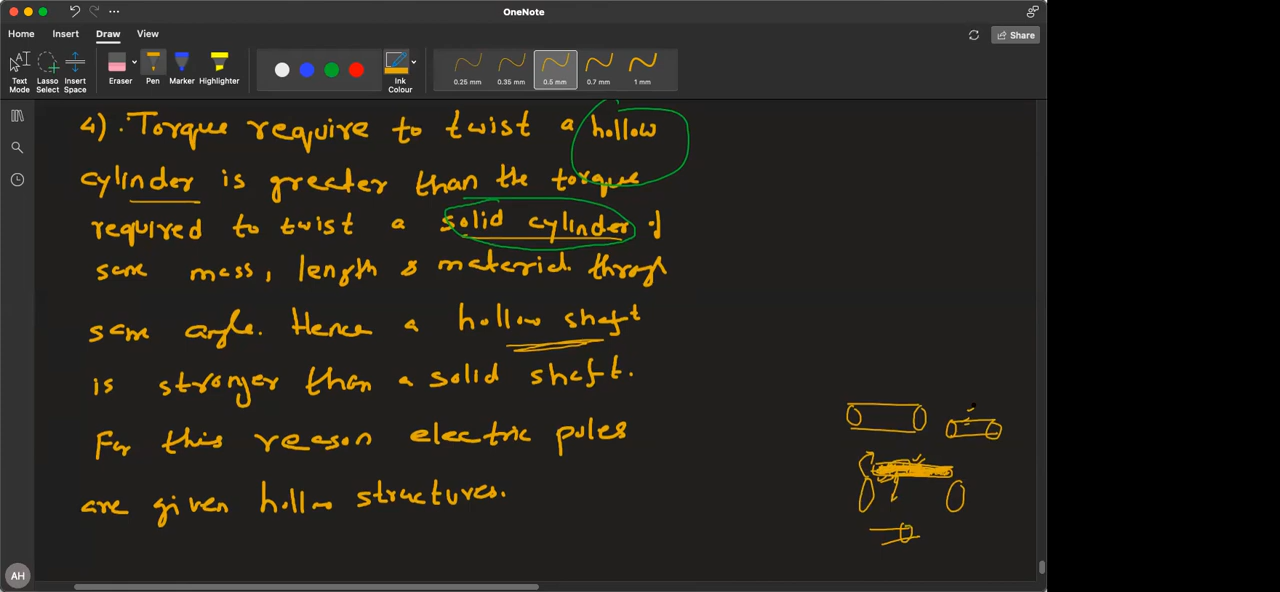 OneNote
Home Insert Draw View
Share
Text Mode
Lasso Select
Insert Space
Eraser
Pen
Marker
Highlighter
Ink Colour
0.25 mm
0.35 mm
0.5 mm
0.7 mm
1 mm
4) Torque require to twist a hollow
cylinder is greater than the torque
required to twist a solid cylinder of
same mass, length & material through
same angle. Hence a hollow shaft
is stronger than a solid shaft.
For this reason electric poles
are given hollow structures.
AH